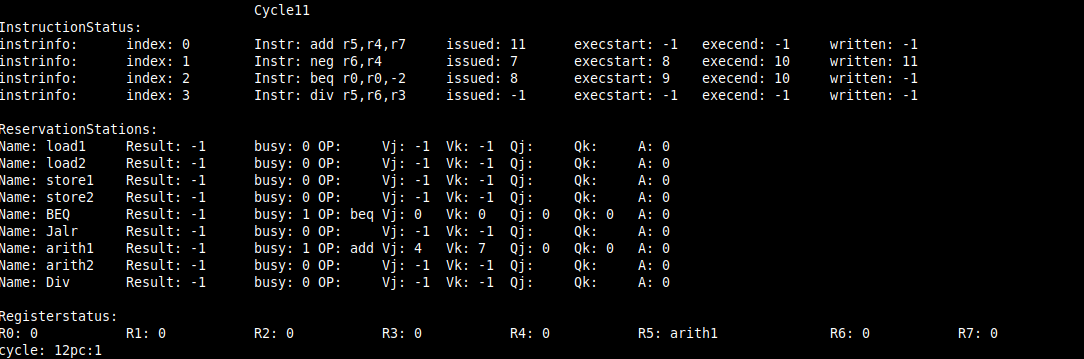 Cycle11
InstructionStatus:
instrinfo: index: 0 Instr: add r5,r4,r7 issued: 11 execstart: -1 execend: -1 written: -1
instrinfo: index: 1 Instr: neg r6,r4 issued: 7 execstart: 8 execend: 10 written: 11
instrinfo: index: 2 Instr: beq r0,r0,-2 issued: 8 execstart: 9 execend: 10 written: -1
instrinfo: index: 3 Instr: div r5,r6,r3 issued: -1 execstart: -1 execend: -1 written: -1
ReservationStations:
Name: load1 Result: -1 busy: 0 OP: Vj: -1 Vk: -1 Qj: Qk: A: 0
Name: load2 Result: -1 busy: 0 OP: Vj: -1 Vk: -1 Qj: Qk: A: 0
Name: store1 Result: -1 busy: 0 OP: Vj: -1 Vk: -1 Qj: Qk: A: 0
Name: store2 Result: -1 busy: 0 OP: Vj: -1 Vk: -1 Qj: Qk: A: 0
Name: BEQ Result: -1 busy: 1 OP: beq Vj: 0 Vk: 0 Qj: 0 Qk: 0 A: 0
Name: Jalr Result: -1 busy: 0 OP: Vj: -1 Vk: -1 Qj: Qk: A: 0
Name: arith1 Result: -1 busy: 1 OP: add Vj: 4 Vk: 7 Qj: 0 Qk: 0 A: 0
Name: arith2 Result: -1 busy: 0 OP: Vj: -1 Vk: -1 Qj: Qk: A: 0
Name: Div Result: -1 busy: 0 OP: Vj: -1 Vk: -1 Qj: Qk: A: 0
Registerstatus:
R0: 0 R1: 0 R2: 0 R3: 0 R4: 0 R5: arith1 R6: 0 R7: 0
cycle: 12pc:1